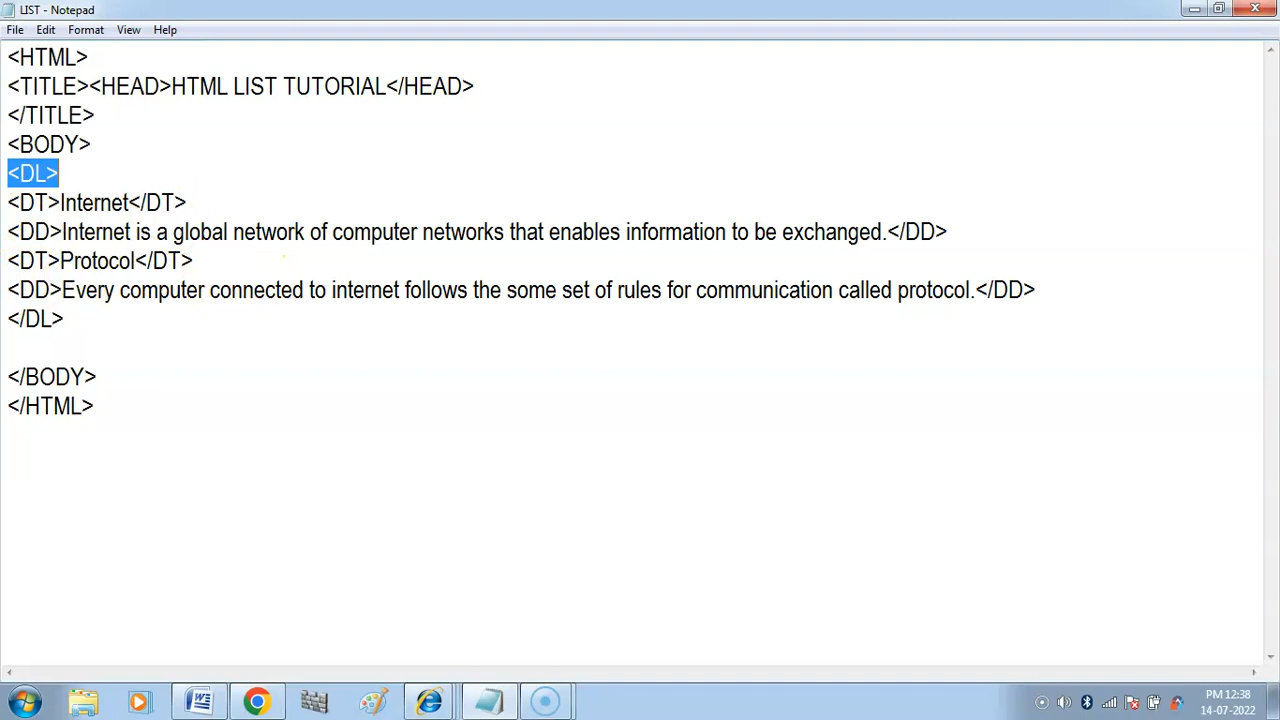 LIST - Notepad
File Edit Format View Help
<HTML>
<TITLE><HEAD>HTML LIST TUTORIAL</HEAD>
</TITLE>
<BODY>
<DL>
<DT>Internet</DT>
<DD>Internet is a global network of computer networks that enables information to be exchanged.</DD>
<DT>Protocol</DT>
<DD>Every computer connected to internet follows the some set of rules for communication called protocol.</DD>
</DL>
</BODY>
</HTML>
PM 12:38
14-07-2022